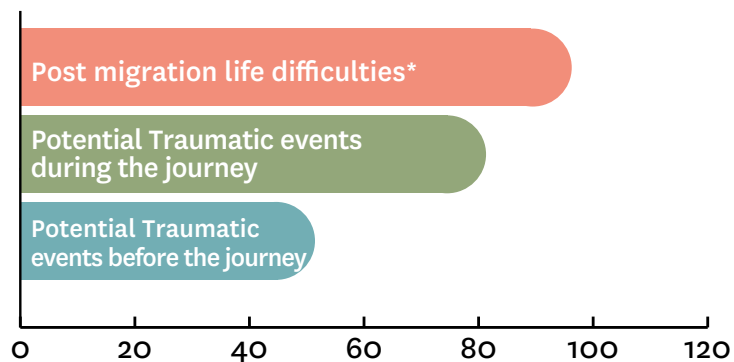 Post migration life difficulties*
Potential Traumatic events
during the journey
Potential Traumatic
events before the journey
0 20 40 60 80 100 120